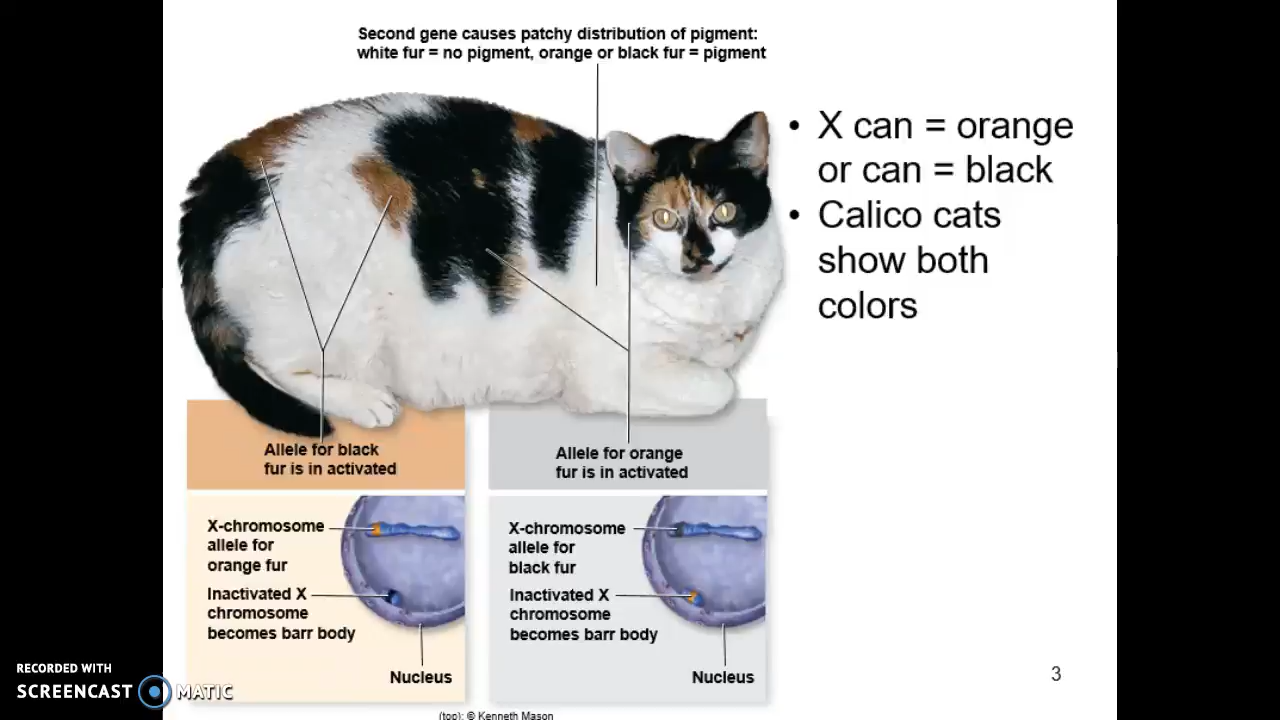 Second gene causes patchy distribution of pigment:
white fur = no pigment, orange or black fur = pigment
• X can = orange
or can = black
• Calico cats
show both
colors
Allele for black
fur is in activated
Allele for orange
fur is in activated
X-chromosome
allele for
orange fur
Inactivated X
chromosome
becomes barr body
Nucleus
X-chromosome
allele for
black fur
Inactivated X
chromosome
becomes barr body
Nucleus
3
RECORDED WITH
SCREENCAST MATIC
(top): © Kenneth Mason